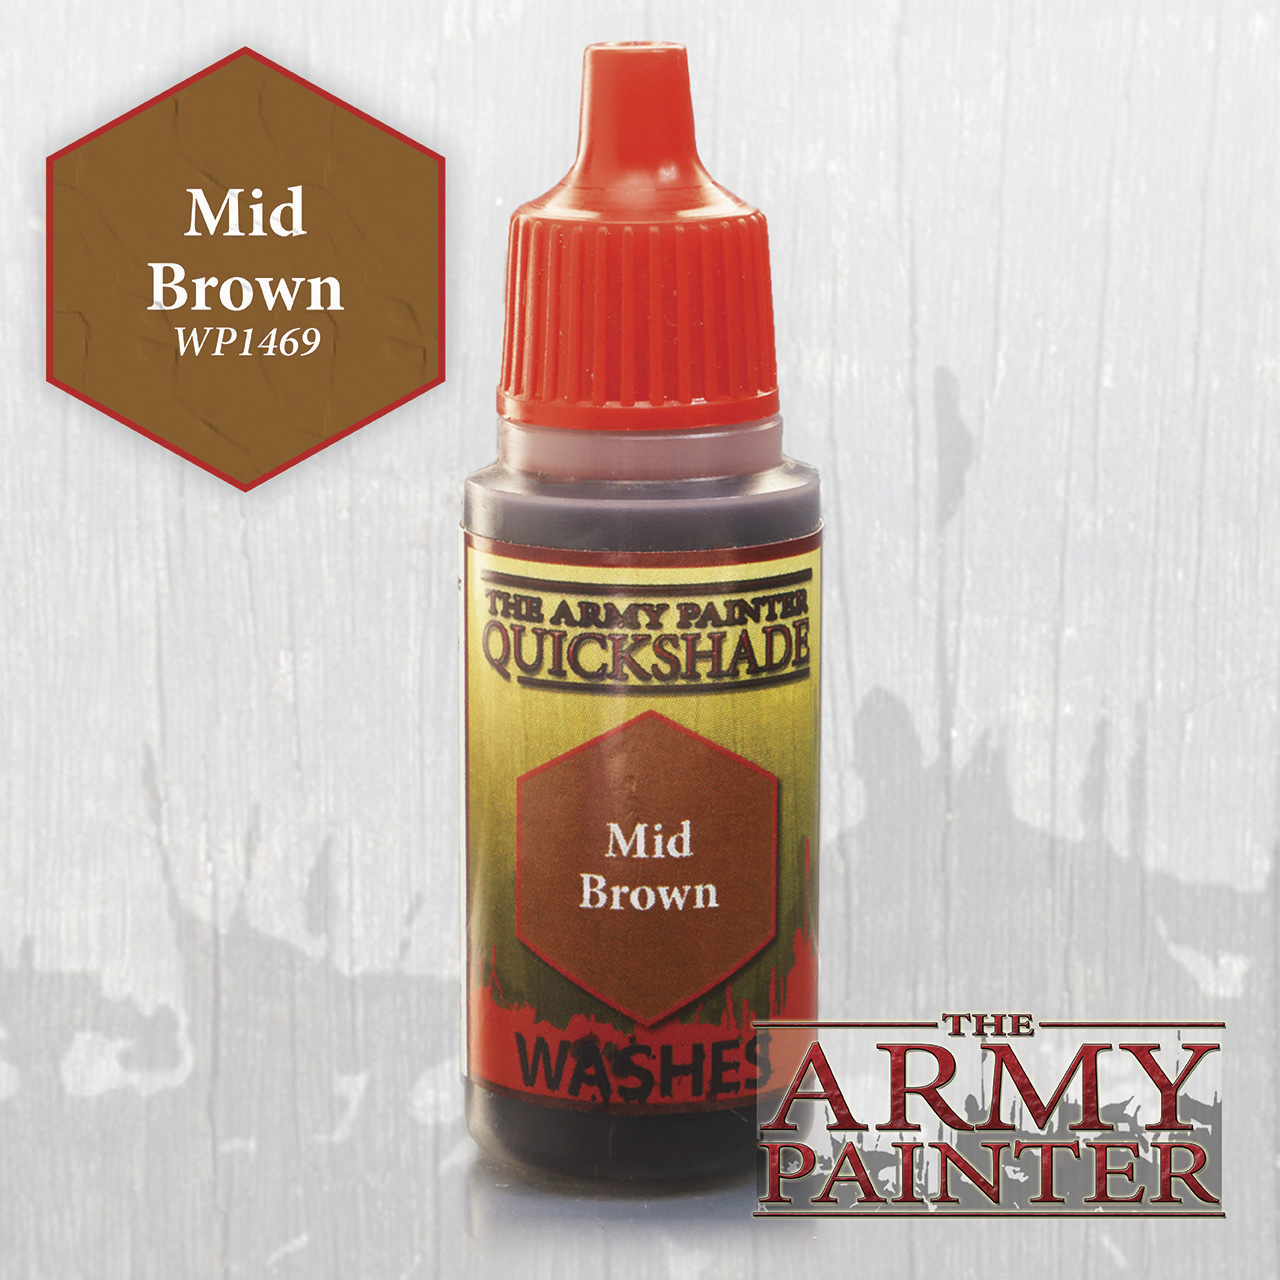 Mid
Brown
WP1469
THE ARMY PAINTER
QUICKSHADE
Mid
Brown
WASHES
THE
ARMY
PAINTER